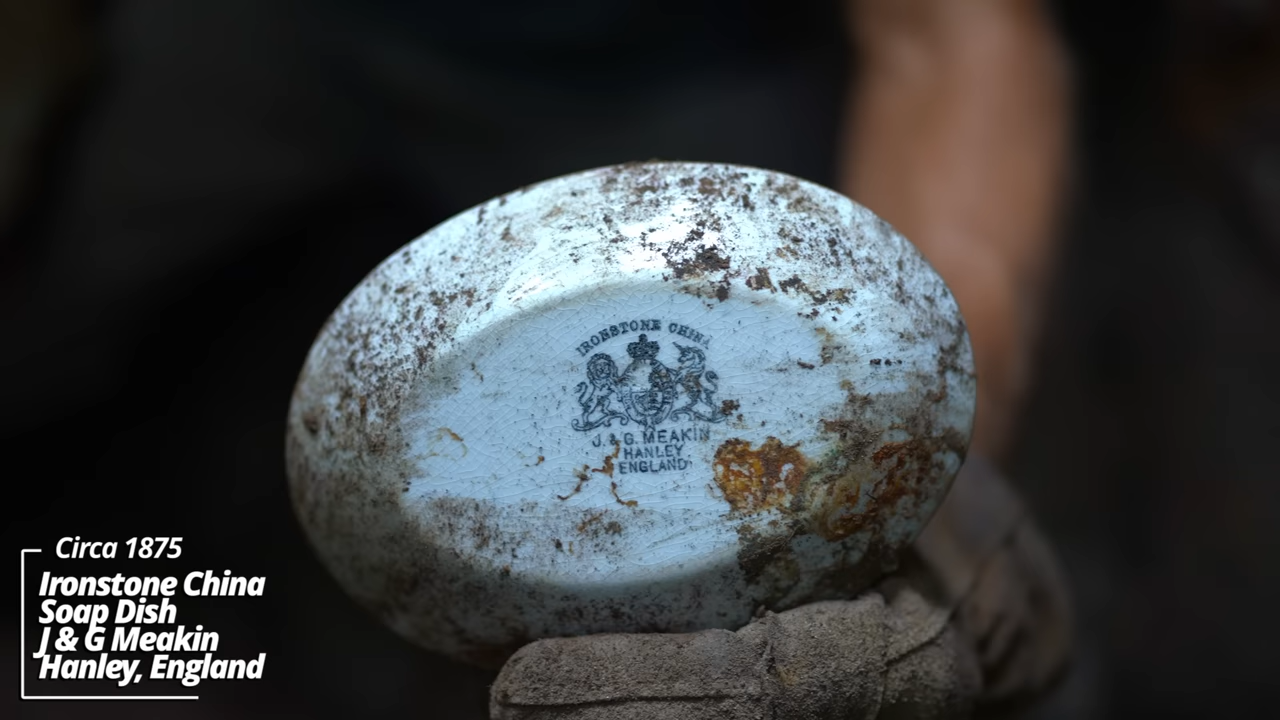 IRONSTONE CHINA
J. & G. MEAKIN
HANLEY
ENGLAND
Circa 1875
Ironstone China
Soap Dish
J & G Meakin
Hanley, England